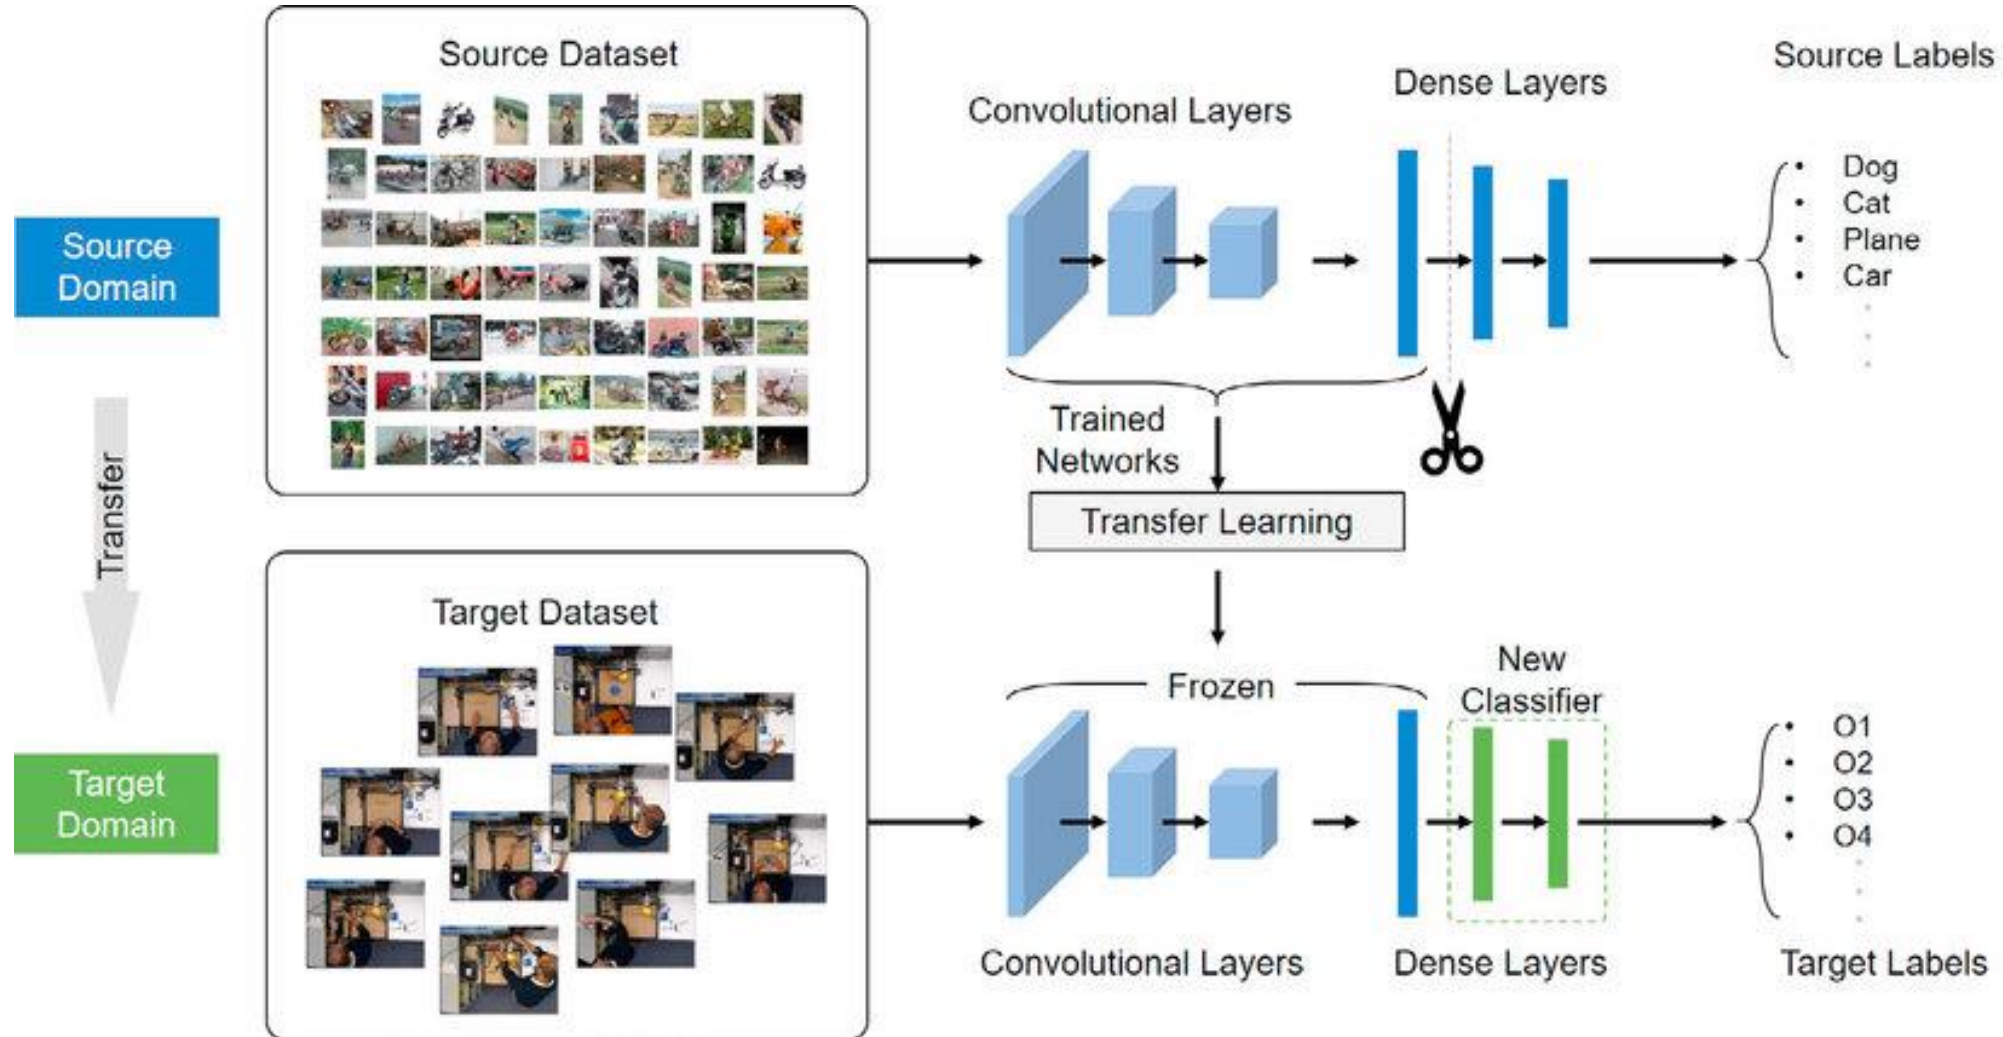 Source Dataset
Source Labels
Dense Layers
Convolutional Layers
• Dog
• Cat
• Plane
• Car
Source
Domain
Trained
Networks
Transfer Learning
Transfer
Target Dataset
New
Classifier
Frozen
Target
Domain
• O1
• O2
• O3
• O4
Convolutional Layers
Dense Layers
Target Labels